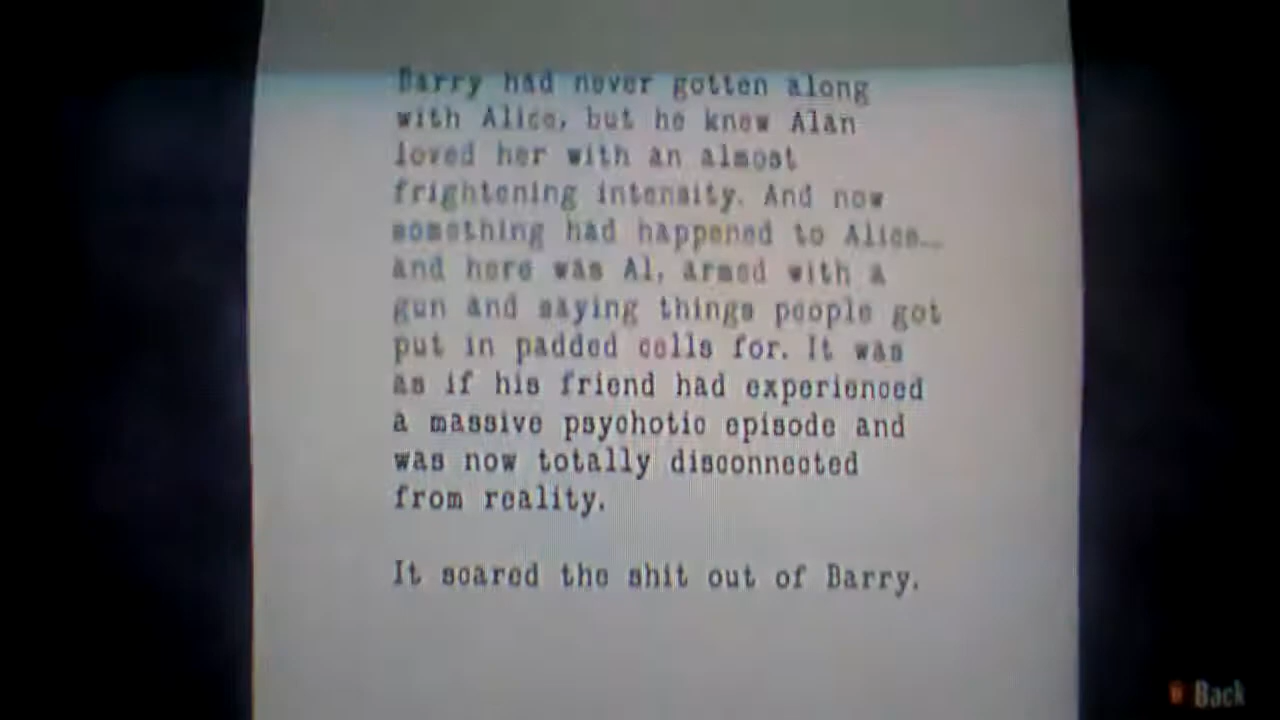 Barry had never gotten along
with Alice, but he knew Alan
loved her with an almost
frightening intensity. And now
something had happened to Alice…
and here was Al, armed with a
gun and saying things people got
put in padded cells for. It was
as if his friend had experienced
a massive psychotic episode and
was now totally disconnected
from reality.
It scared the shit out of Barry.
B Back